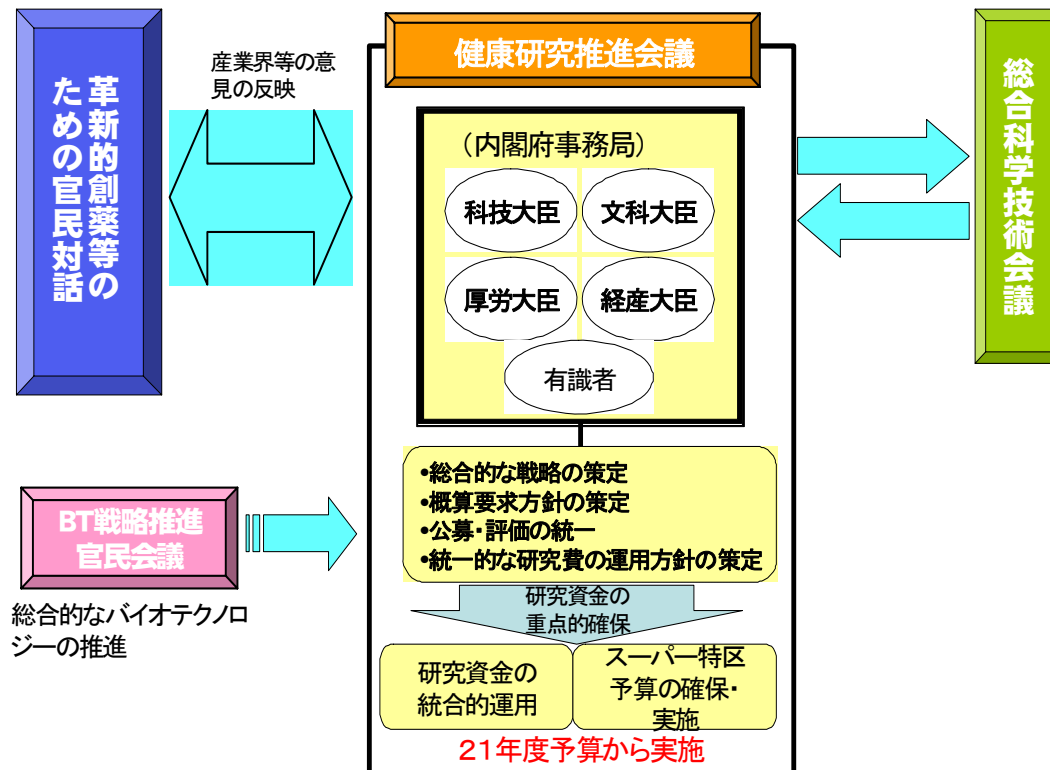 革新的創薬等の
ための官民対話
産業界等の意
見の反映
健康研究推進会議
（内閣府事務局）
科技大臣
文科大臣
厚労大臣
経産大臣
有識者
総合科学技術会議
•総合的な戦略の策定
•概算要求方針の策定
•公募・評価の統一
•統一的な研究費の運用方針の策定
BT戦略推進
官民会議
総合的なバイオテクノロ
ジーの推進
研究資金の
重点的確保
研究資金の
統合的運用
スーパー特区
予算の確保・
実施
２１年度予算から実施